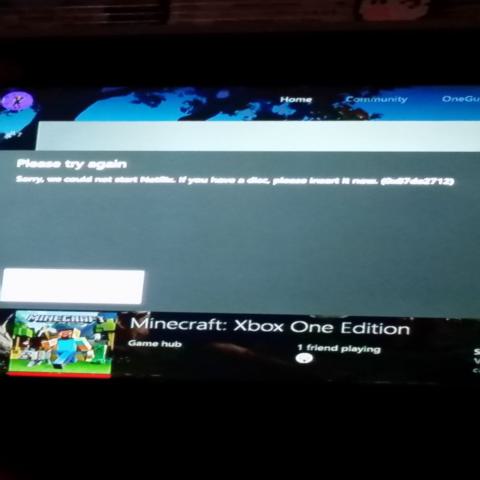 Home Community OneGu
Please try again
Sorry, we could not start Netflix. If you have a disc, please insert it now. (0x87de2712)
MINECRAFT
Minecraft: Xbox One Edition
Game hub
1 friend playing